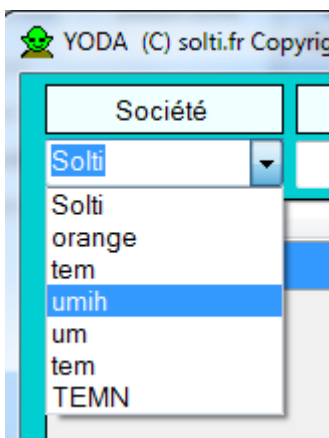 YODA (C) solti.fr Copyrig
Société
Solti
Solti
orange
tem
umih
um
tem
TEMN